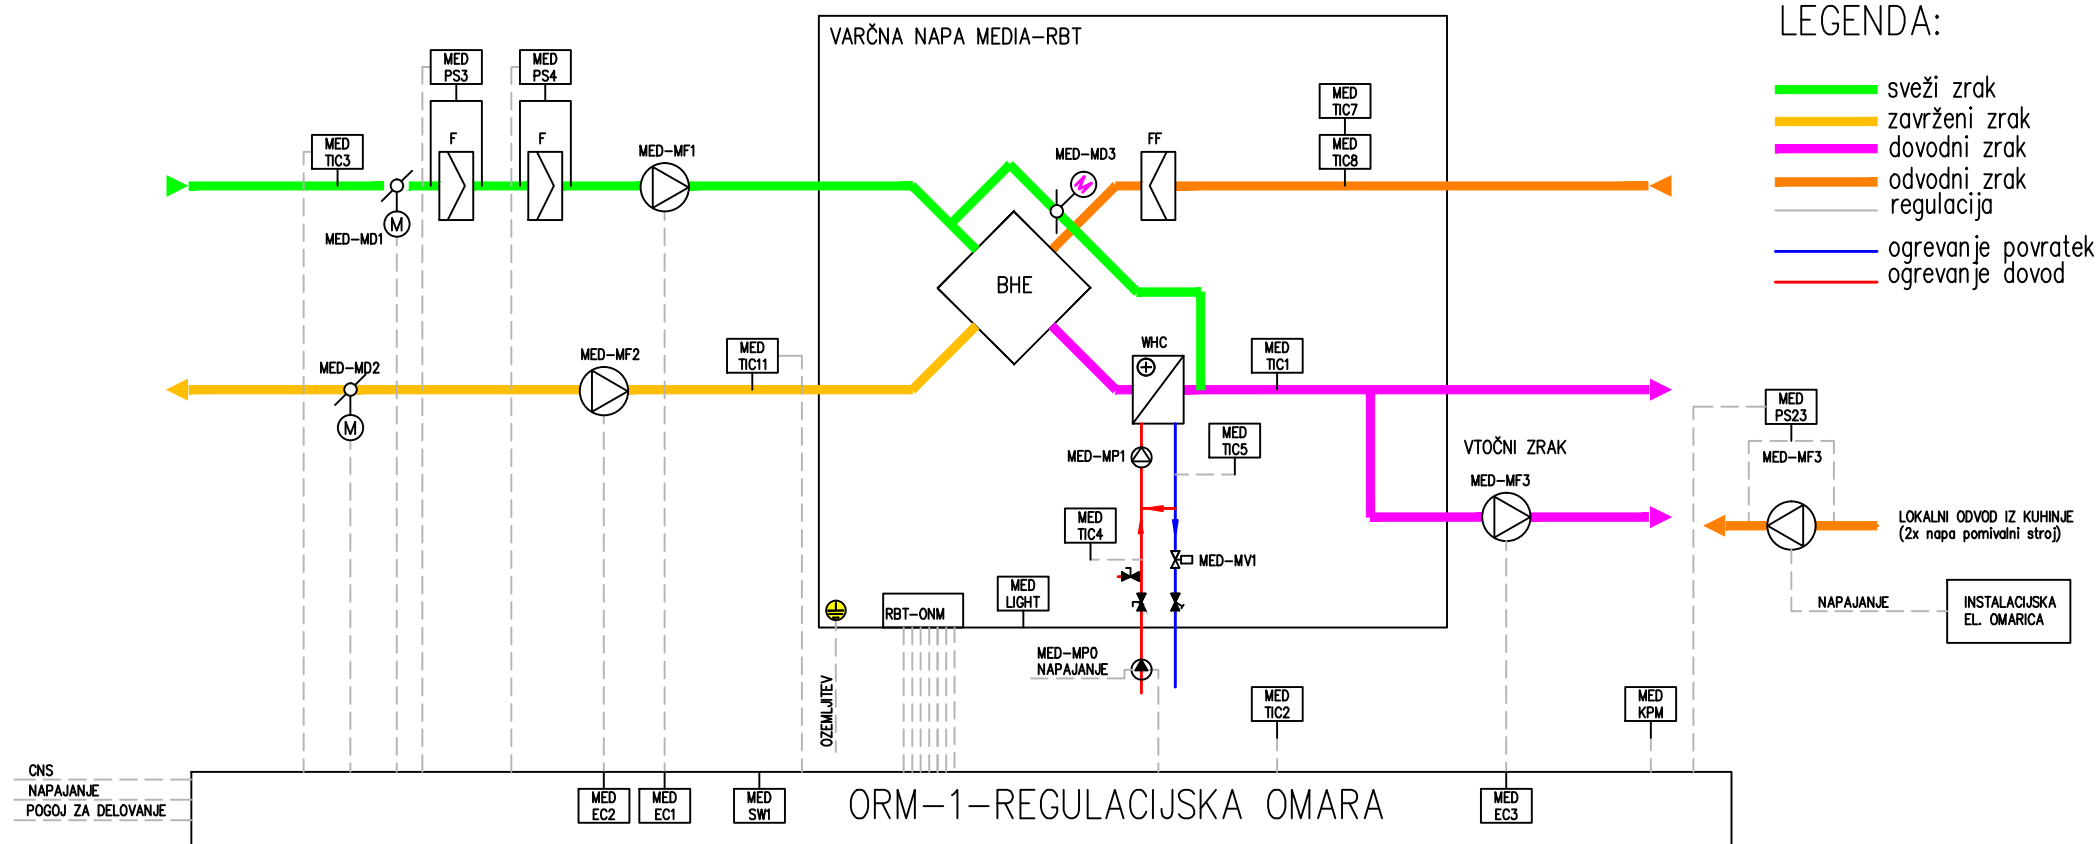 VARČNA NAPA MEDIA-RBT
LEGENDA:
sveži zrak
zavrženi zrak
dovodni zrak
odvodni zrak
regulacija
ogrevanje povratek
ogrevanje dovod
MED
PS3
MED
PS4
MED
TIC3
F
F
MED-MF1
MED-MD1
MED-MD3
M
FF
MED
TIC7
MED
TIC8
M
BHE
MED-MD2
M
MED-MF2
MED
TIC11
WHC
MED
TIC1
MED
PS23
MED-MF3
MED-MP1
MED
TIC5
VTOČNI ZRAK
MED-MF3
MED
TIC4
MED-MV1
LOKALNI ODVOD IZ KUHINJE
(2x napa pomivalni stroj)
RBT-ONM
MED
LIGHT
NAPAJANJE
INSTALACIJSKA
EL. OMARICA
MED-MP0
NAPAJANJE
OZEMLJITEV
MED
TIC2
MED
KPM
CNS
NAPAJANJE
POGOJ ZA DELOVANJE
MED
EC2
MED
EC1
MED
SW1
ORM-1-REGULACIJSKA OMARA
MED
EC3